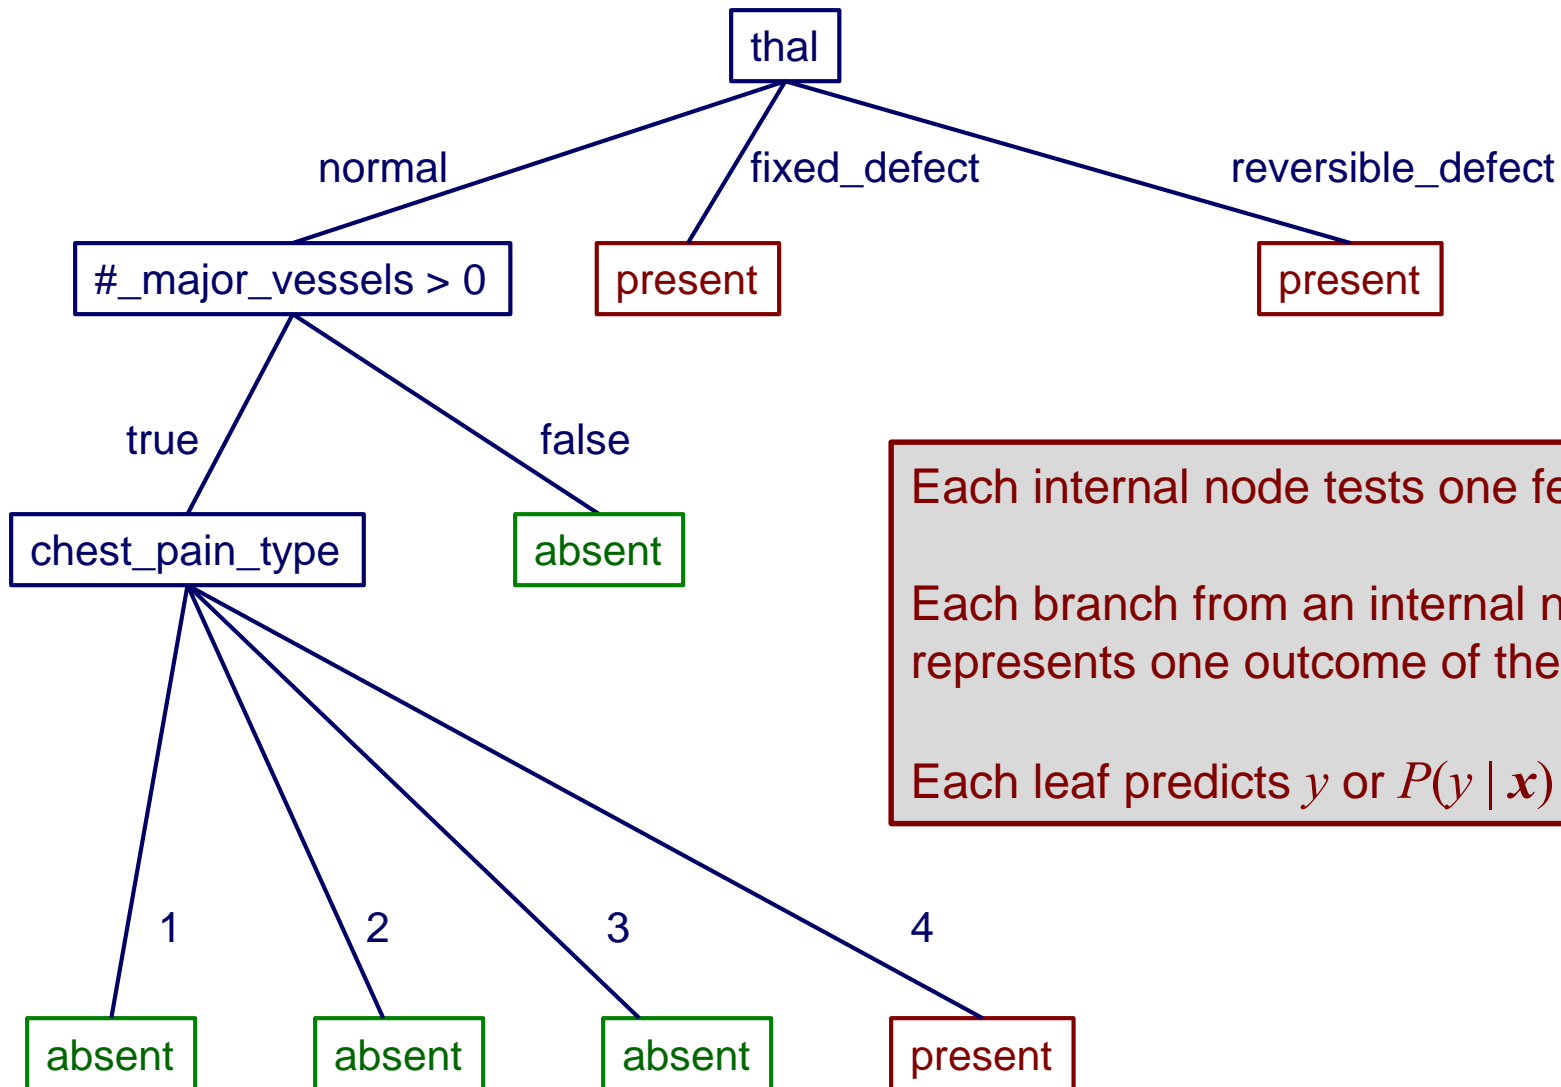 thal
normal
fixed_defect
reversible_defect
#_major_vessels > 0
present
present
true
false
chest_pain_type
absent
Each internal node tests one
Each branch from an internal
represents one outcome of the
Each leaf predicts y or P(y | x)
1
2
3
4
absent
absent
absent
present